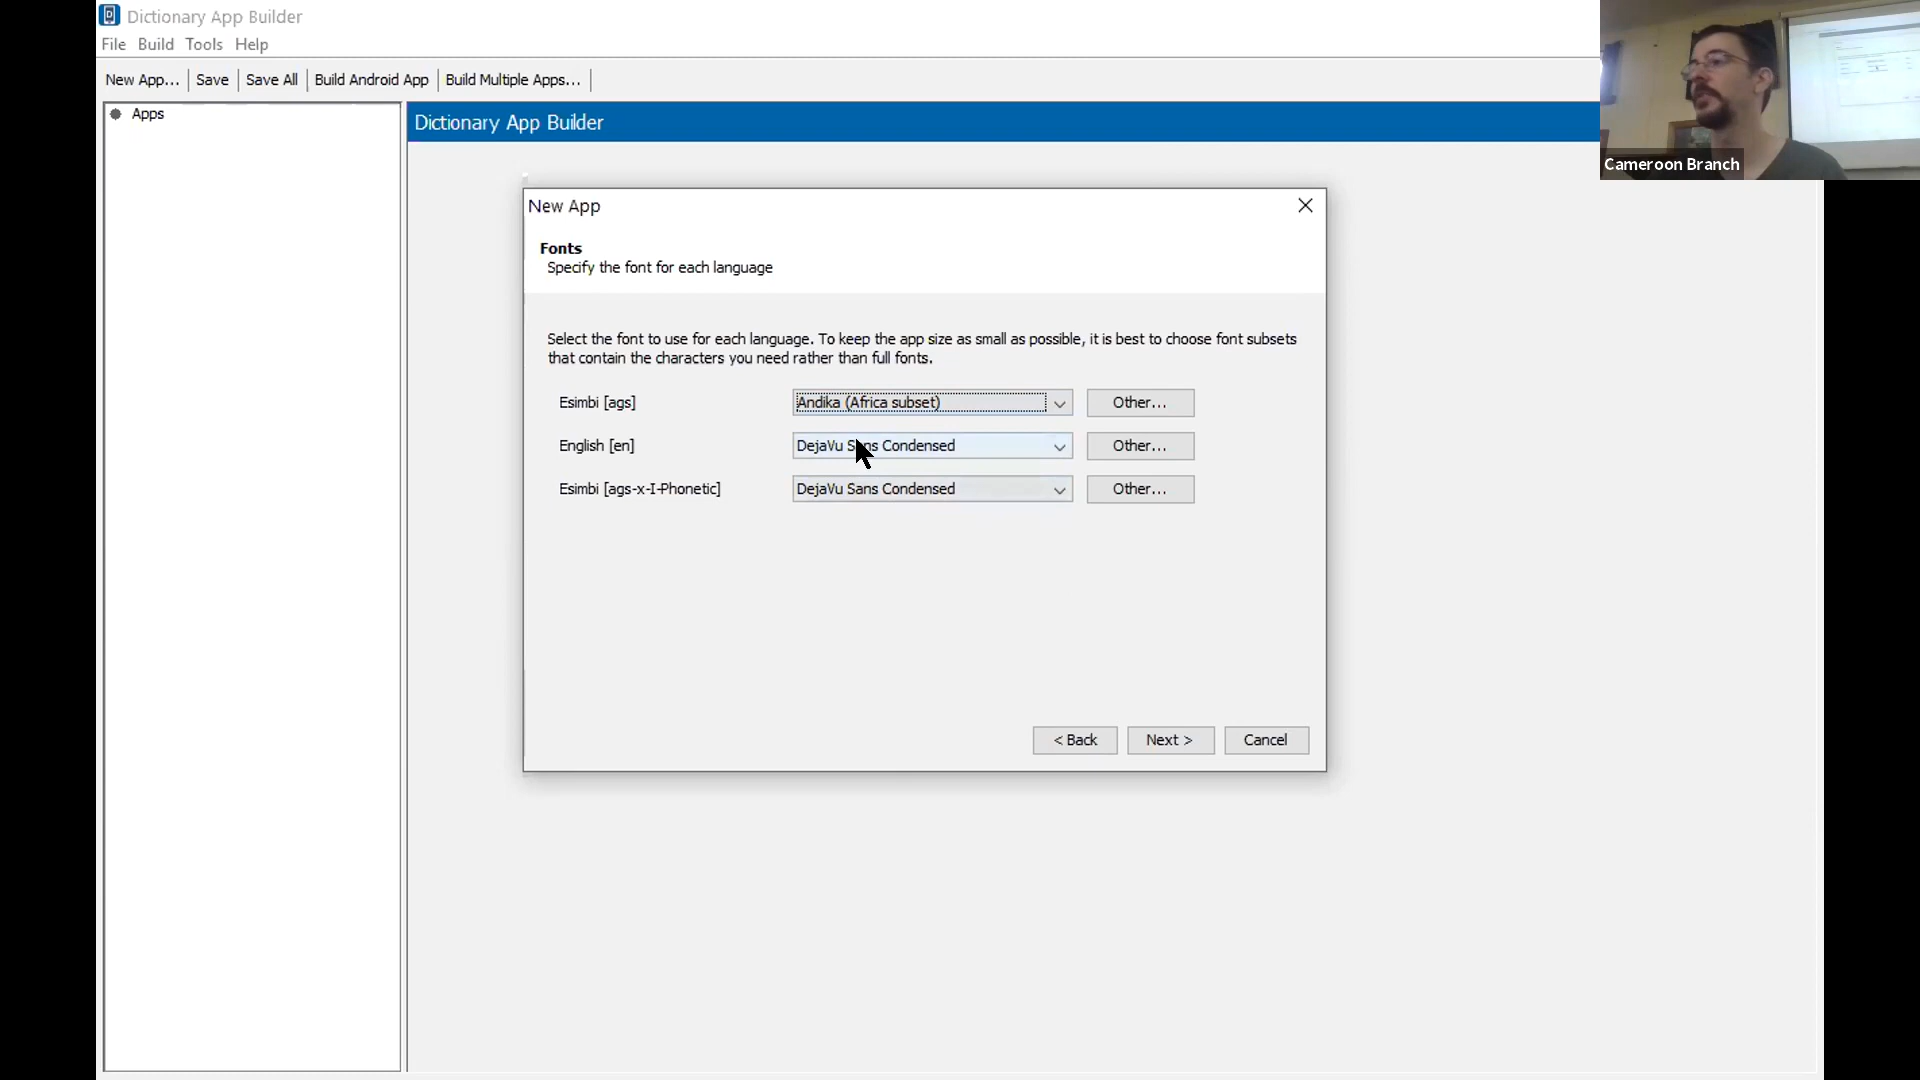 Dictionary App Builder
File Build Tools Help
New App... Save Save All Build Android App Build Multiple Apps...
Apps
Dictionary App Builder
Cameroon Branch
New App
Fonts
Specify the font for each language
Select the font to use for each language. To keep the app size as small as possible, it is best to choose font subsets
that contain the characters you need rather than full fonts.
Esimbi [ags] Andika (Africa subset) Other...
English [en] DejaVu Sans Condensed Other...
Esimbi [ags-x-I-Phonetic] DejaVu Sans Condensed Other...
< Back Next > Cancel